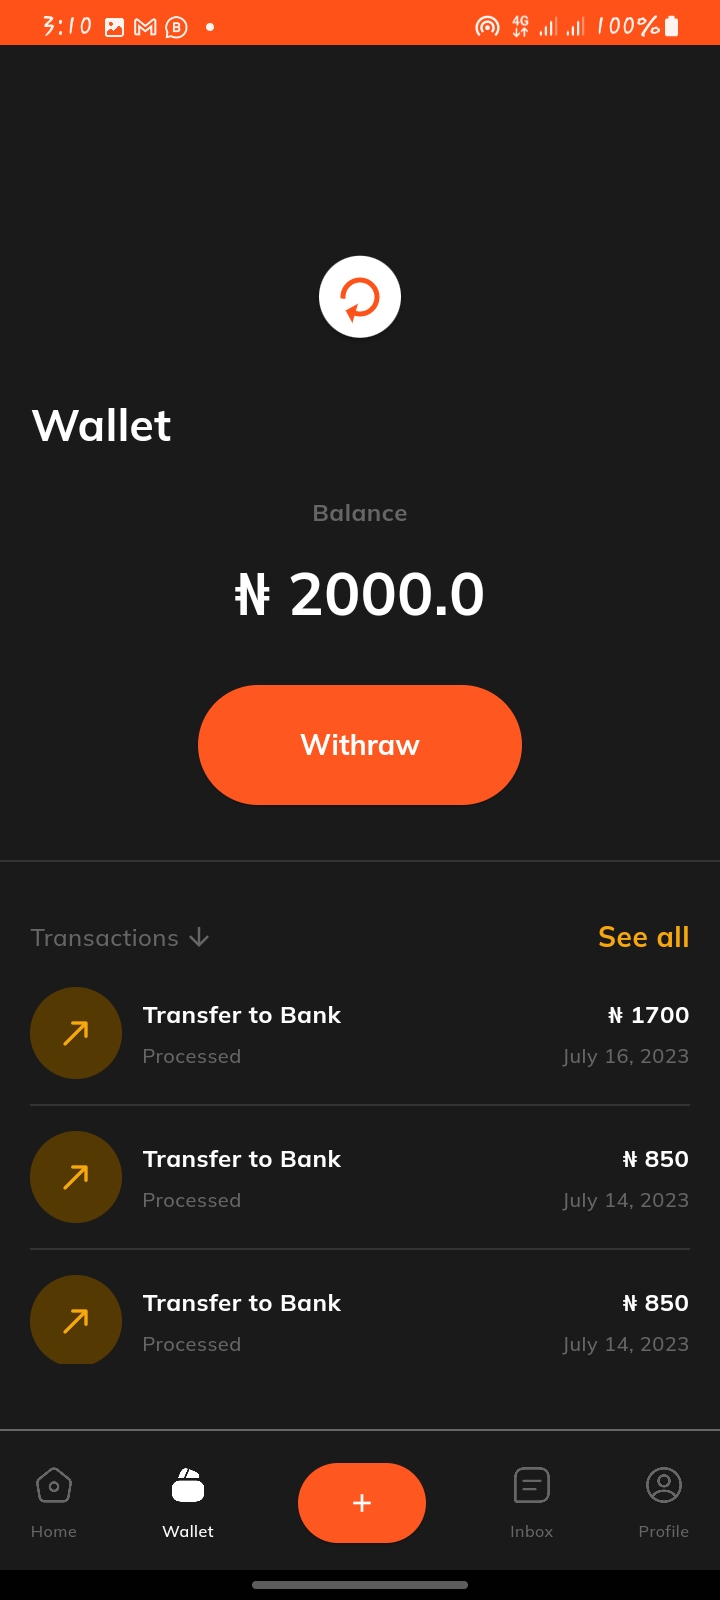 3:10 4G 100%
Wallet
Balance
₦ 2000.0
Withraw
Transactions See all
Transfer to Bank ₦ 1700
Processed July 16, 2023
Transfer to Bank ₦ 850
Processed July 14, 2023
Transfer to Bank ₦ 850
Processed July 14, 2023
+
Home Wallet Inbox Profile